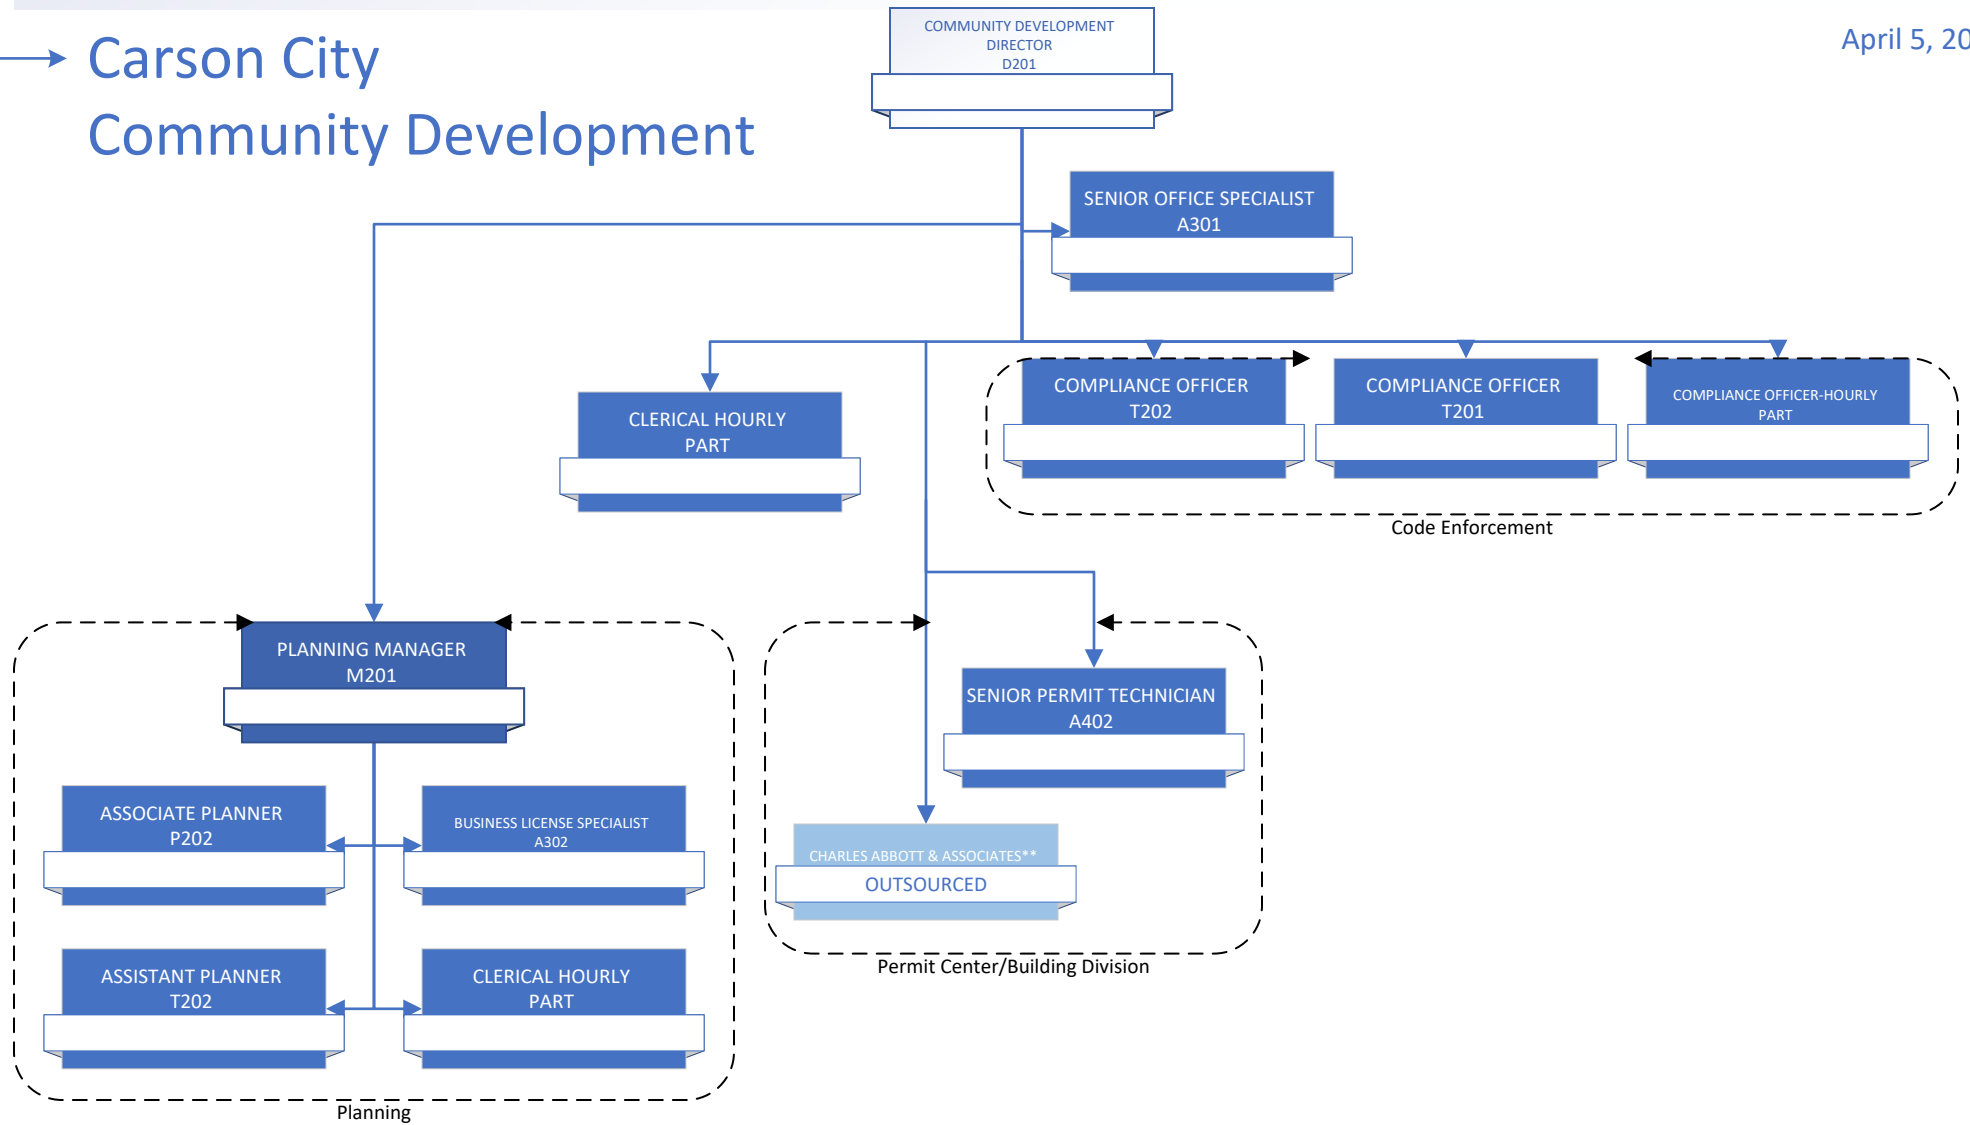 Carson City
Community Development
COMMUNITY DEVELOPMENT
DIRECTOR
D201
April 5, 20
SENIOR OFFICE SPECIALIST
A301
CLERICAL HOURLY
PART
COMPLIANCE OFFICER
T202
COMPLIANCE OFFICER
T201
COMPLIANCE OFFICER-HOURLY
PART
Code Enforcement
PLANNING MANAGER
M201
ASSOCIATE PLANNER
P202
BUSINESS LICENSE SPECIALIST
A302
ASSISTANT PLANNER
T202
CLERICAL HOURLY
PART
Planning
SENIOR PERMIT TECHNICIAN
A402
CHARLES ABBOTT & ASSOCIATES**
OUTSOURCED
Permit Center/Building Division